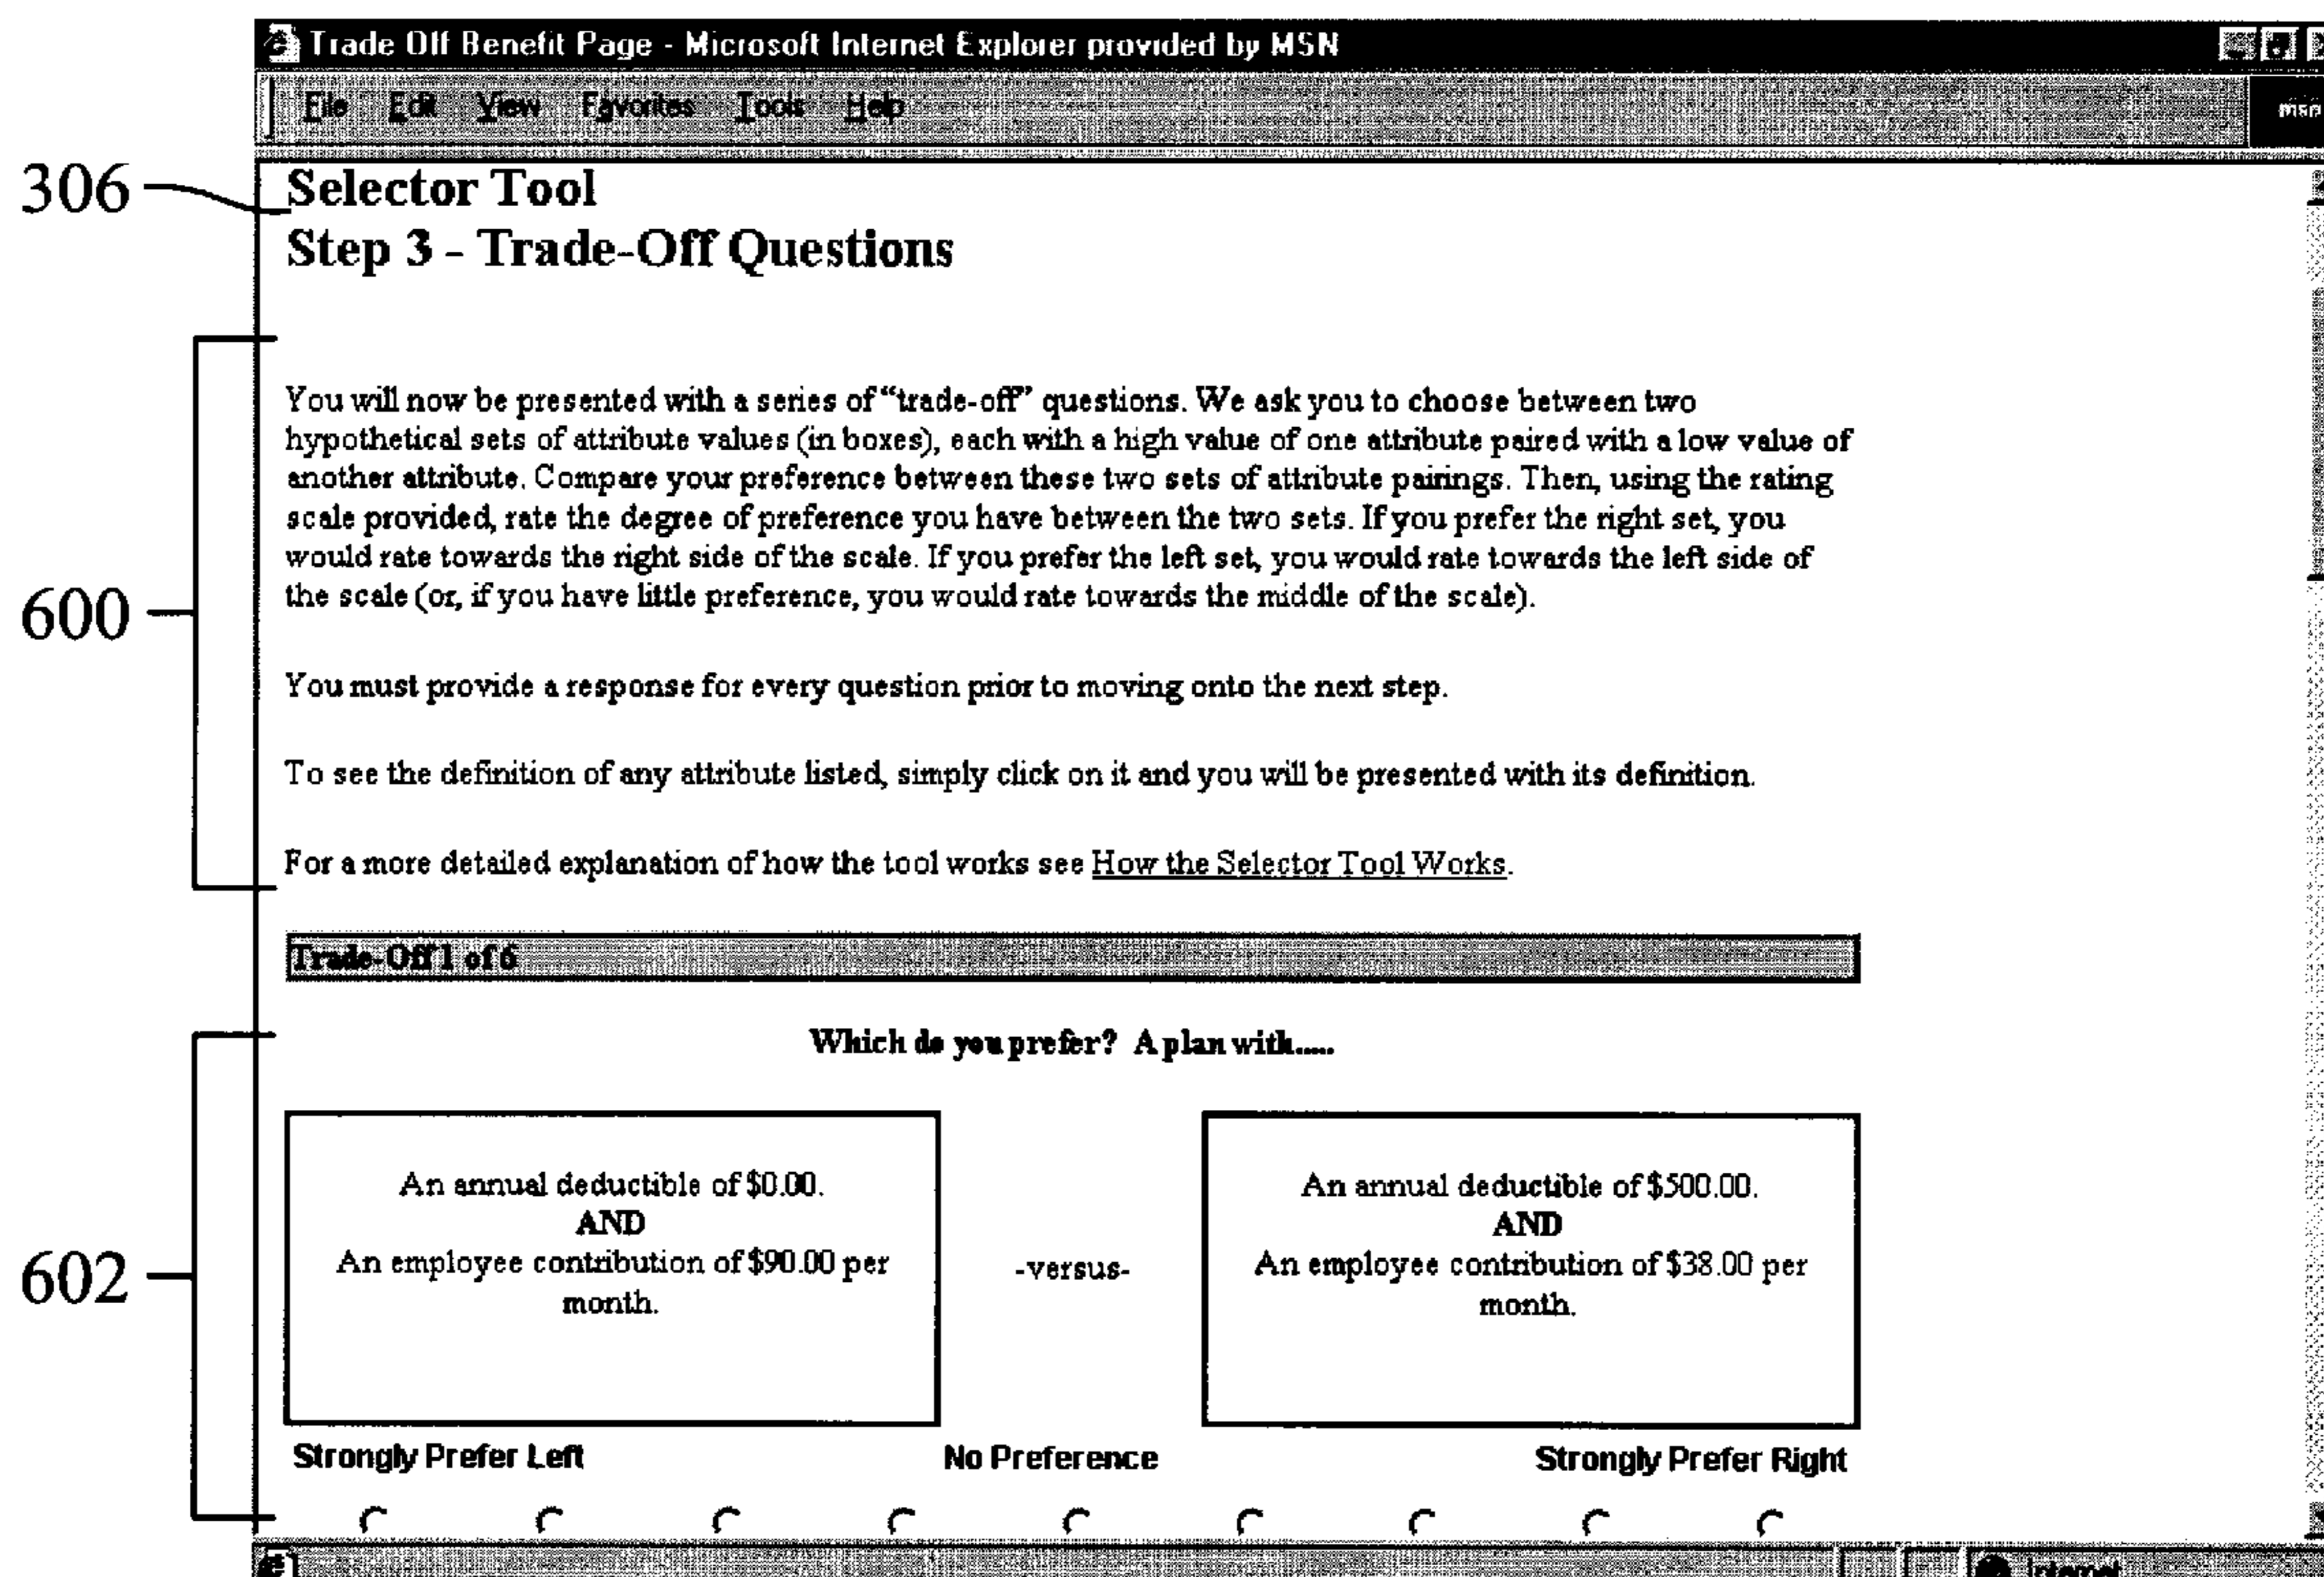 Trade Off Benefit Page - Microsoft Internet Explorer provided by MSN
File Edit View Favorites Tools Help
msn
306
Selector Tool
Step 3 - Trade-Off Questions
600
You will now be presented with a series of “trade-off” questions. We ask you to choose between two
hypothetical sets of attribute values (in boxes), each with a high value of one attribute paired with a low value of
another attribute. Compare your preference between these two sets of attribute pairings. Then, using the rating
scale provided, rate the degree of preference you have between the two sets. If you prefer the right set, you
would rate towards the right side of the scale. If you prefer the left set, you would rate towards the left side of
the scale (or, if you have little preference, you would rate towards the middle of the scale).
You must provide a response for every question prior to moving onto the next step.
To see the definition of any attribute listed, simply click on it and you will be presented with its definition.
For a more detailed explanation of how the tool works see How the Selector Tool Works.
Trade-Off 1 of 6
602
Which do you prefer? A plan with.....
An annual deductible of $0.00.
AND
An employee contribution of $90.00 per
month.
-versus-
An annual deductible of $500.00.
AND
An employee contribution of $38.00 per
month.
Strongly Prefer Left No Preference Strongly Prefer Right
Internet